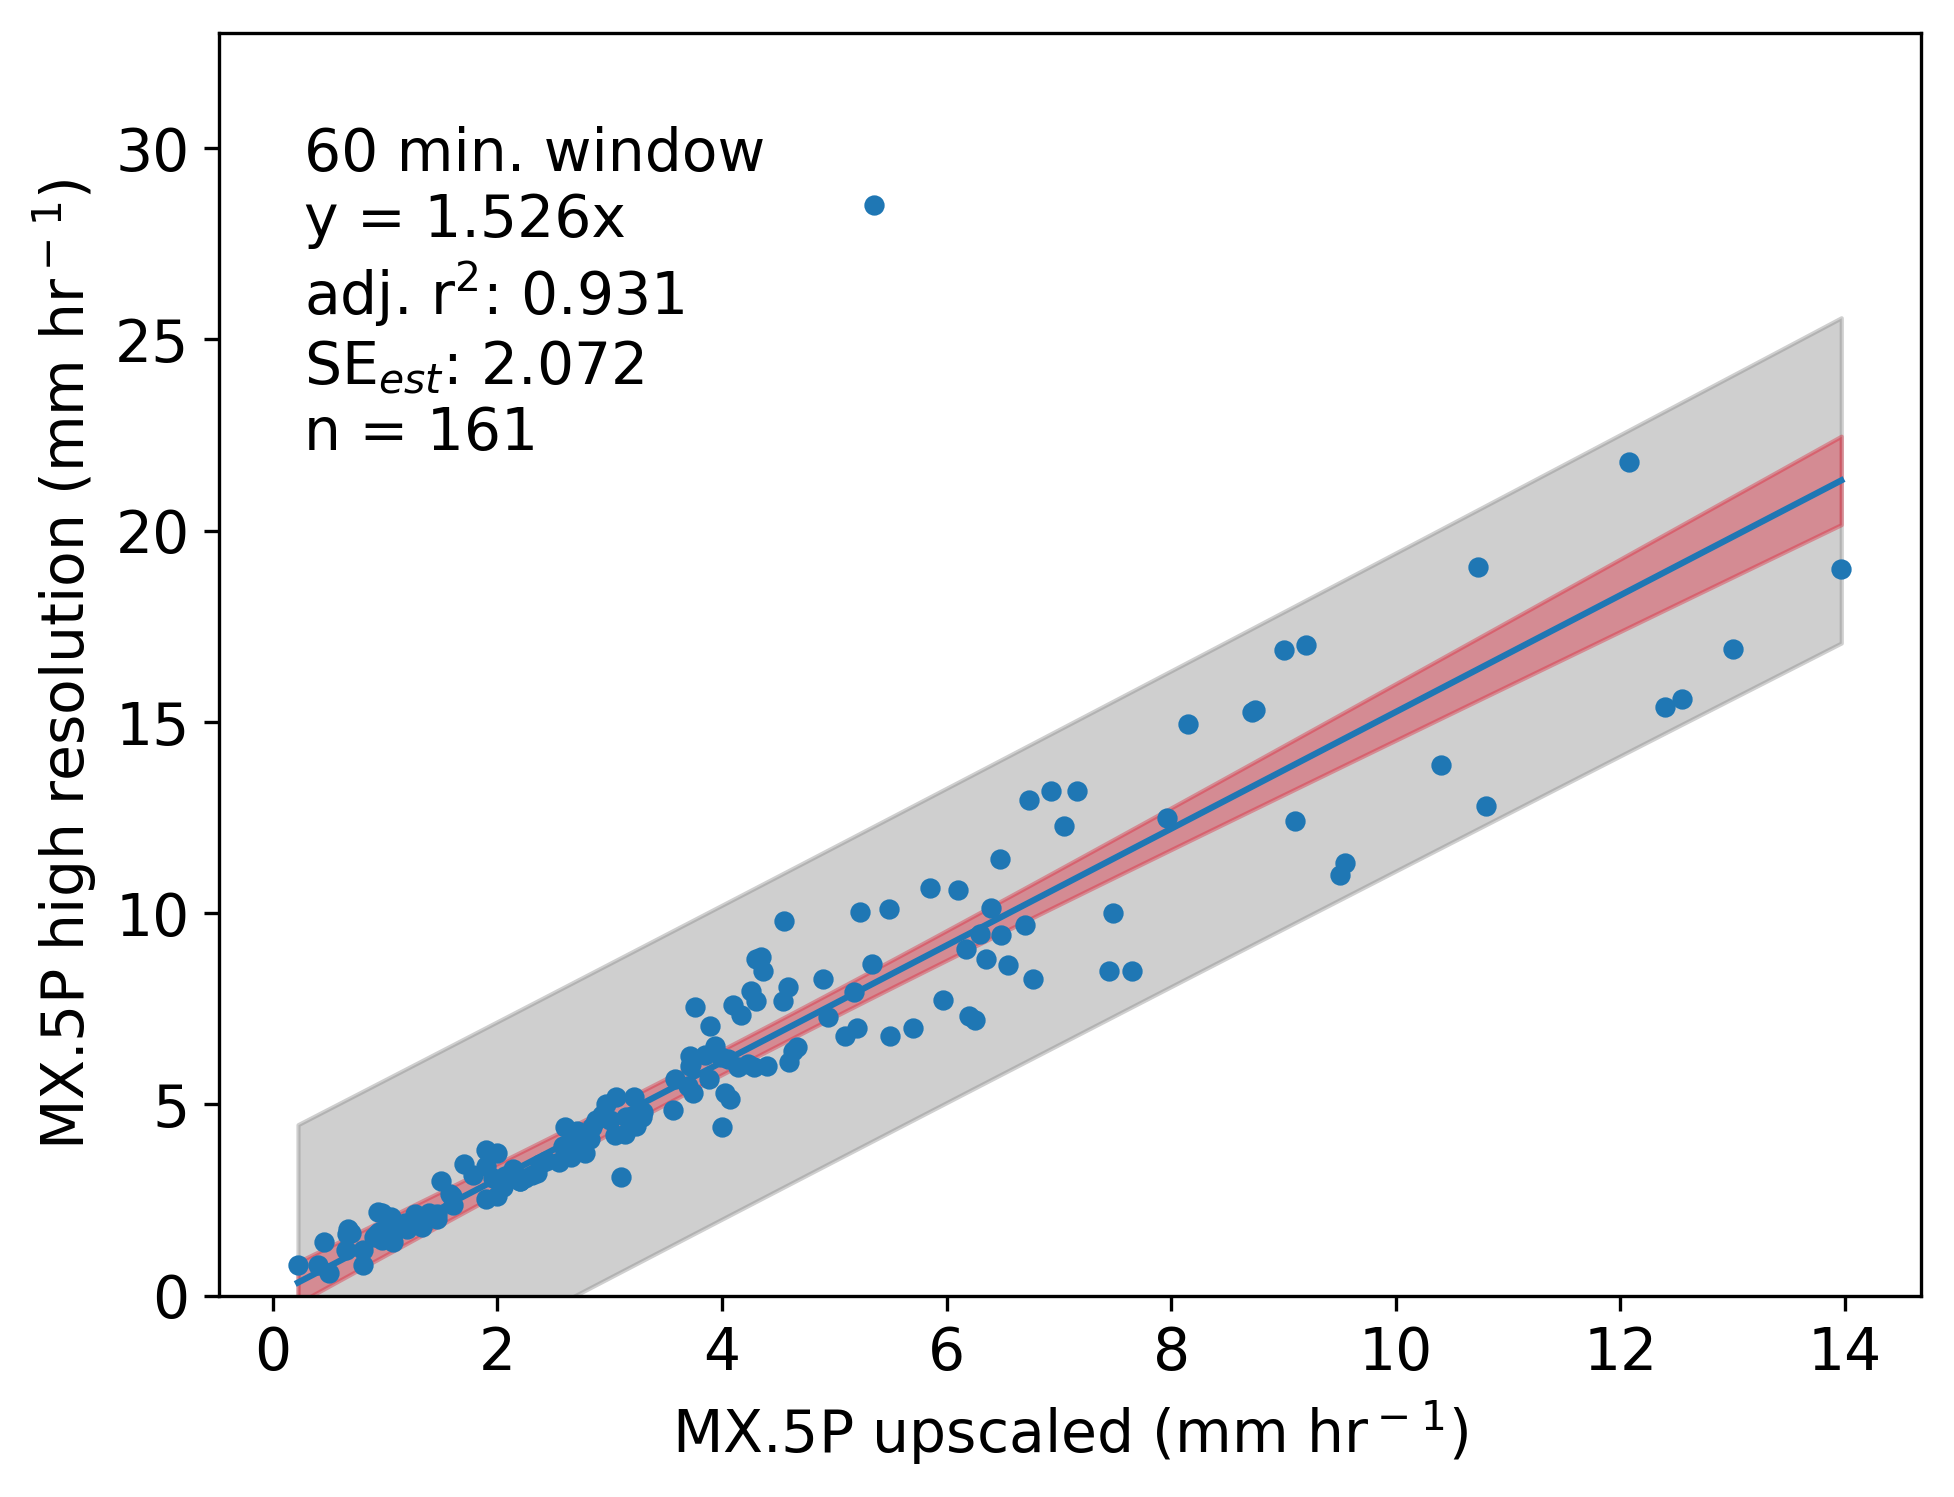 60 min. window
y = 1.526x
adj. r²: 0.931
SEest: 2.072
n = 161
30
25
20
15
10
5
0
MX.5P high resolution (mm hr⁻¹)
0 2 4 6 8 10 12 14
MX.5P upscaled (mm hr⁻¹)